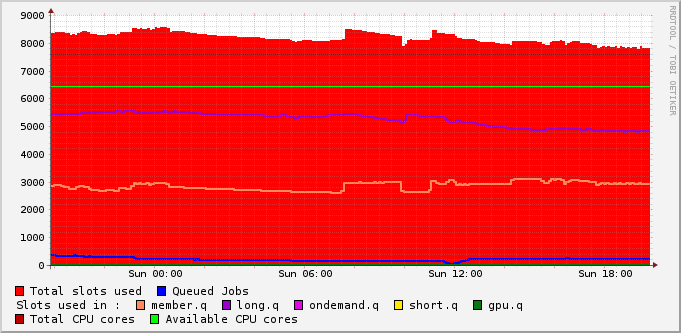 9000
8000
7000
6000
5000
4000
3000
2000
1000
0
Sun 00:00 Sun 06:00 Sun 12:00 Sun 18:00
RRDTOOL / TOBI OETIKER
Total slots used Queued Jobs
Slots used in : member.q long.q ondemand.q short.q gpu.q
Total CPU cores Available CPU cores